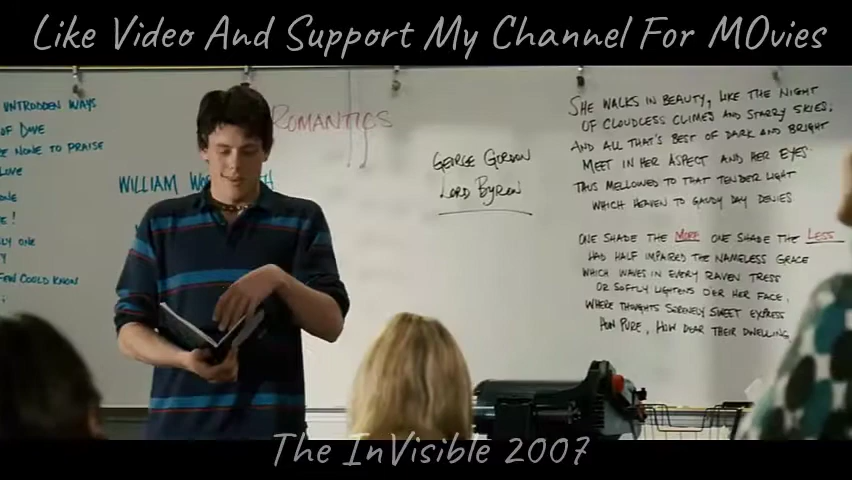 Like Video And Support My Channel For MOvies
UNTRODDEN WAYS
OF DOVE
NONE TO PRAISE
LOVE
ONE
!
ONE
FEW COULD KNOW
ROMANTICS
WILLIAM
GEORGE GORDON
LORD BYRON
SHE WALKS IN BEAUTY, LIKE THE NIGHT
OF CLOUDLESS CLIMES AND STARRY SKIES;
AND ALL THAT'S BEST OF DARK AND BRIGHT
MEET IN HER ASPECT AND HER EYES
THUS MELLOWED TO THAT TENDER LIGHT
WHICH HEAVEN TO GAUDY DAY DENIES
ONE SHADE THE MORE ONE SHADE THE LESS
HAD HALF IMPAIRED THE NAMELESS GRACE
WHICH WAVES IN EVERY RAVEN TRESS
OR SOFTLY LIGHTENS O'ER HER FACE,
WHERE THOUGHTS SERENELY SWEET EXPRESS
HOW PURE, HOW DEAR THEIR DWELLING
The InVisible 2007